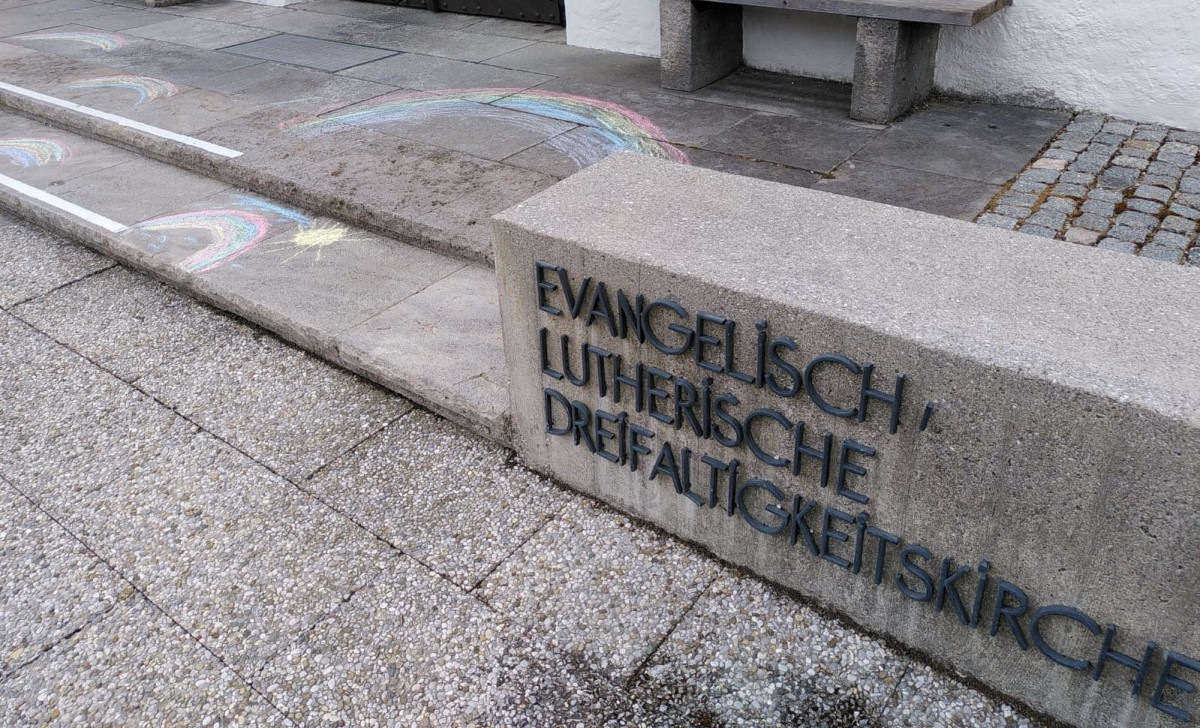 EVANGELiSCH,
LUTHERiSCHE
DREiFALTiGKEiTSKiRCHE